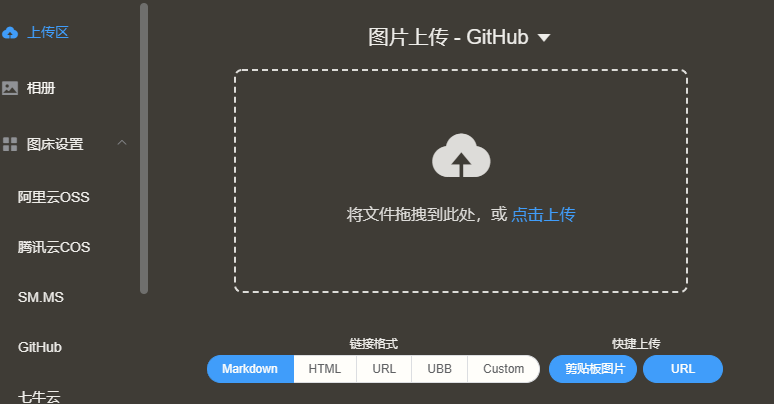 上传区
相册
图床设置
阿里云OSS
腾讯云COS
SM.MS
GitHub
七牛云
图片上传 - GitHub
将文件拖拽到此处，或 点击上传
链接格式
Markdown HTML URL UBB Custom
快捷上传
剪贴板图片 URL